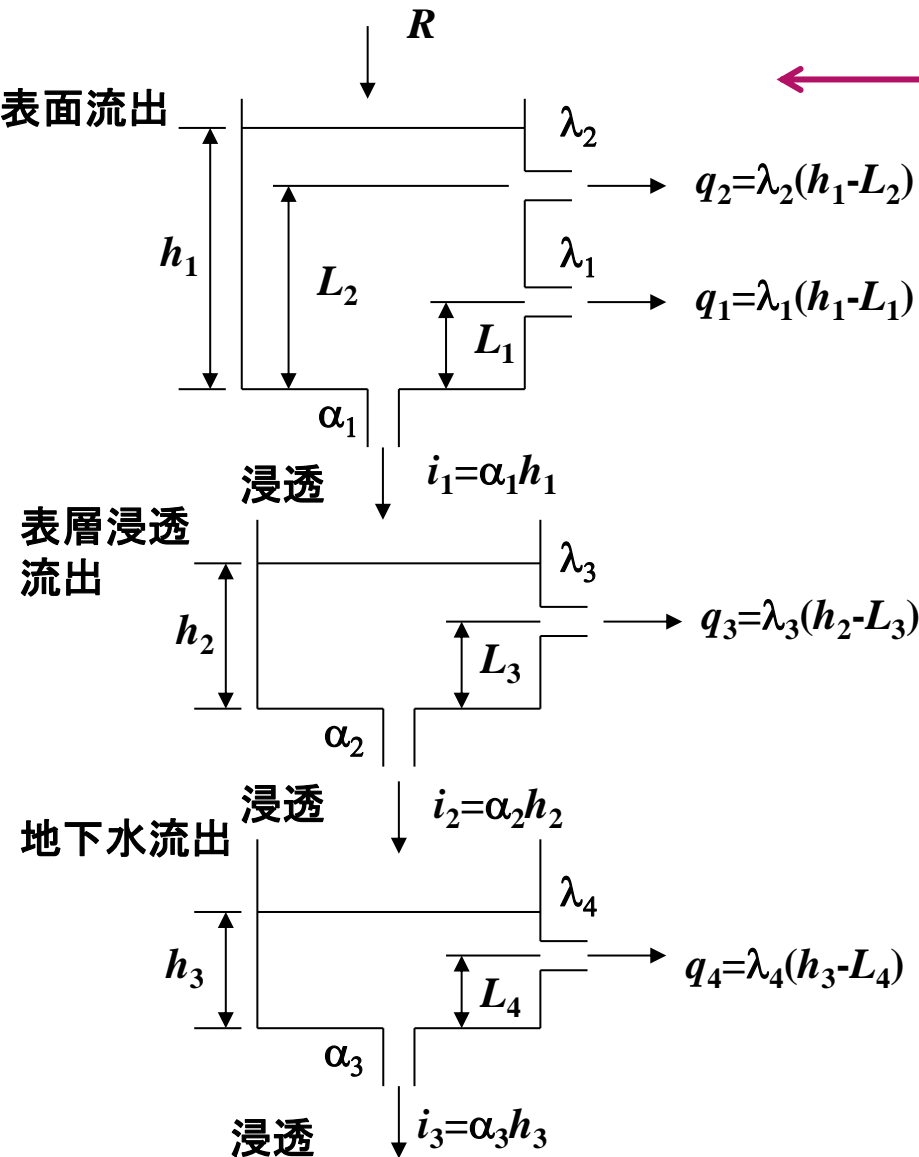 R
表面流出
λ₂
q₂=λ₂(h₁-L₂)
h₁
L₂
λ₁
q₁=λ₁(h₁-L₁)
L₁
α₁
浸透
i₁=α₁h₁
表層浸透
流出
λ₃
h₂
L₃
q₃=λ₃(h₂-L₃)
α₂
浸透
i₂=α₂h₂
地下水流出
λ₄
h₃
L₄
q₄=λ₄(h₃-L₄)
α₃
浸透
i₃=α₃h₃